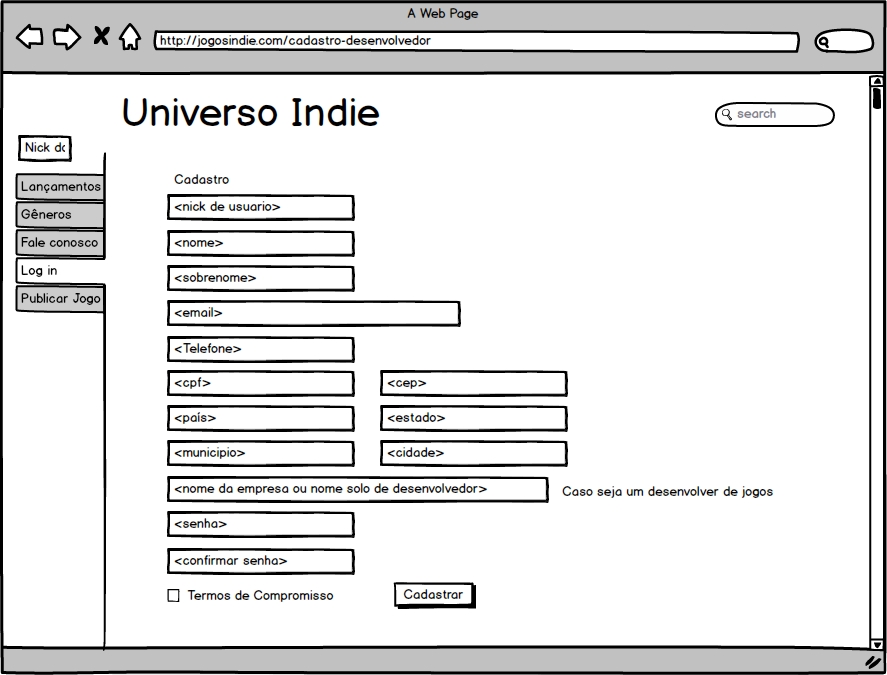 A Web Page
http://jogosindie.com/cadastro-desenvolvedor
Universo Indie
search
Nick do
Lançamentos
Gêneros
Fale conosco
Log in
Publicar Jogo
Cadastro
<nick de usuario>
<nome>
<sobrenome>
<email>
<Telefone>
<cpf> <cep>
<país> <estado>
<municipio> <cidade>
<nome da empresa ou nome solo de desenvolvedor> Caso seja um desenvolver de jogos
<senha>
<confirmar senha>
Termos de Compromisso Cadastrar